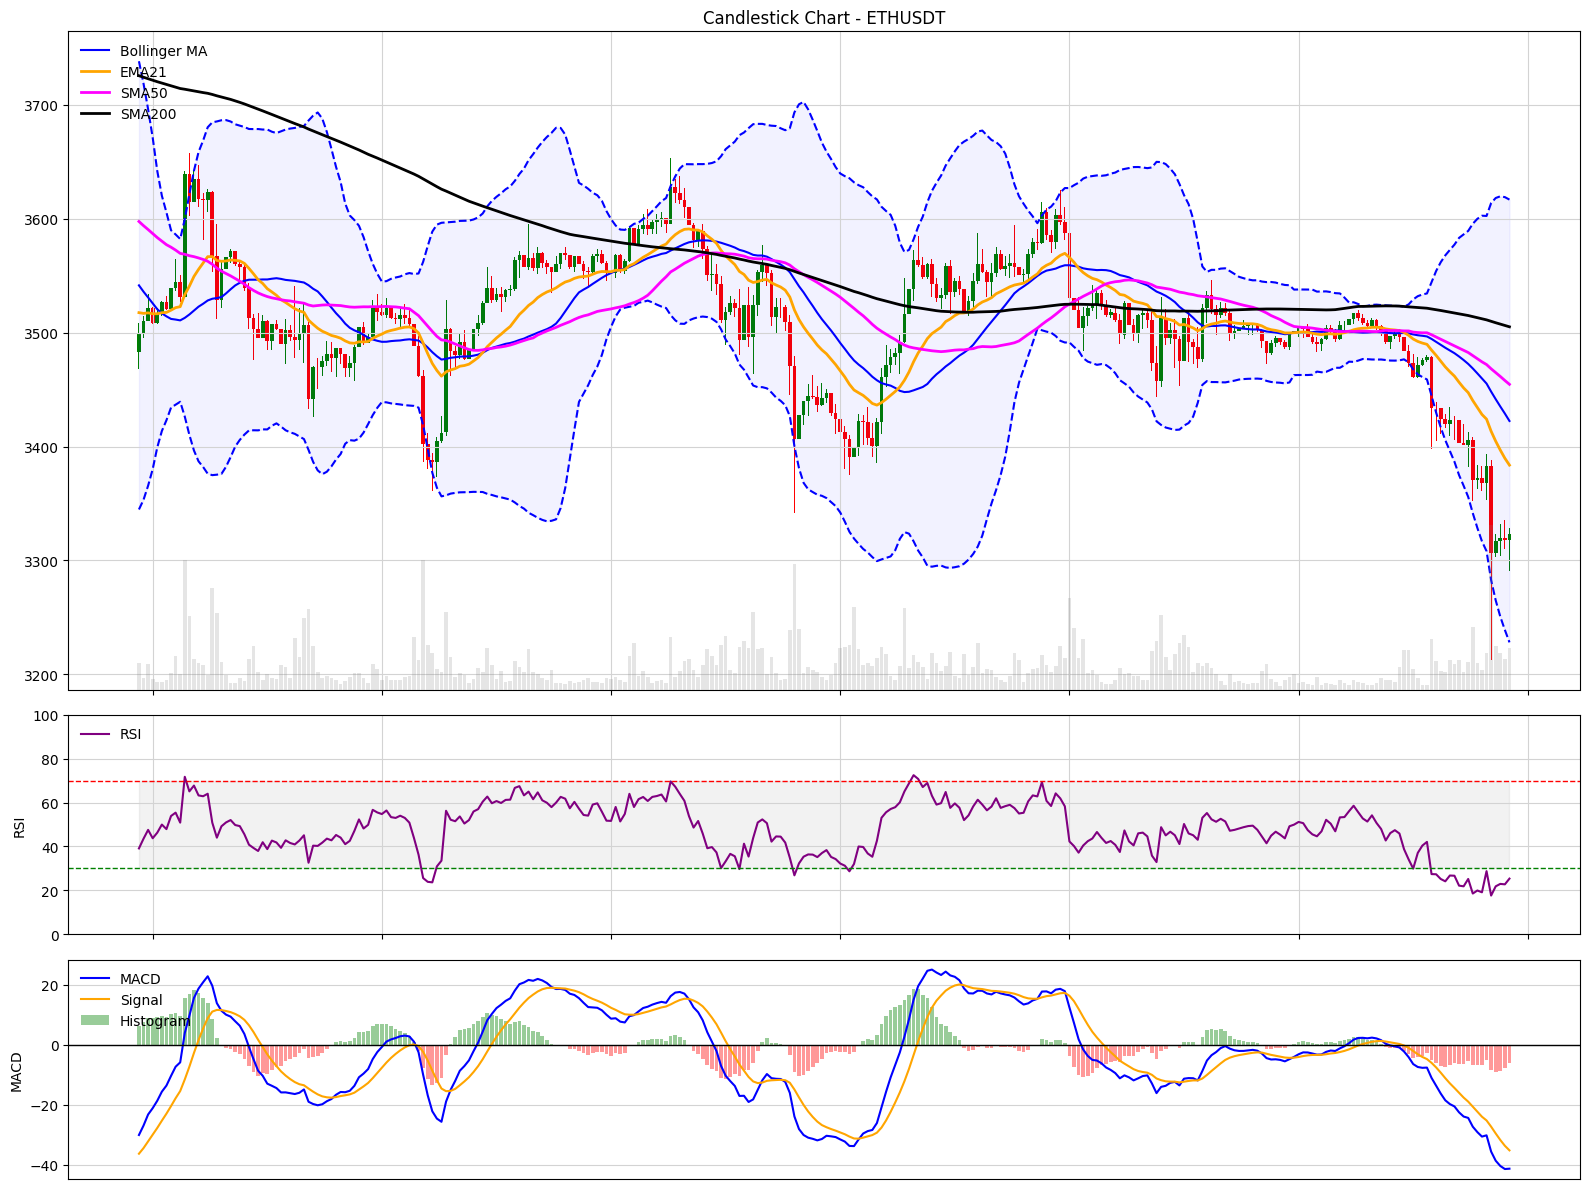 Candlestick Chart - ETHUSDT
Bollinger MA
EMA21
SMA50
SMA200
3700
3600
3500
3400
3300
3200
100
80
60
40
20
0
RSI
RSI
20
0
−20
−40
MACD
MACD
Signal
Histogram